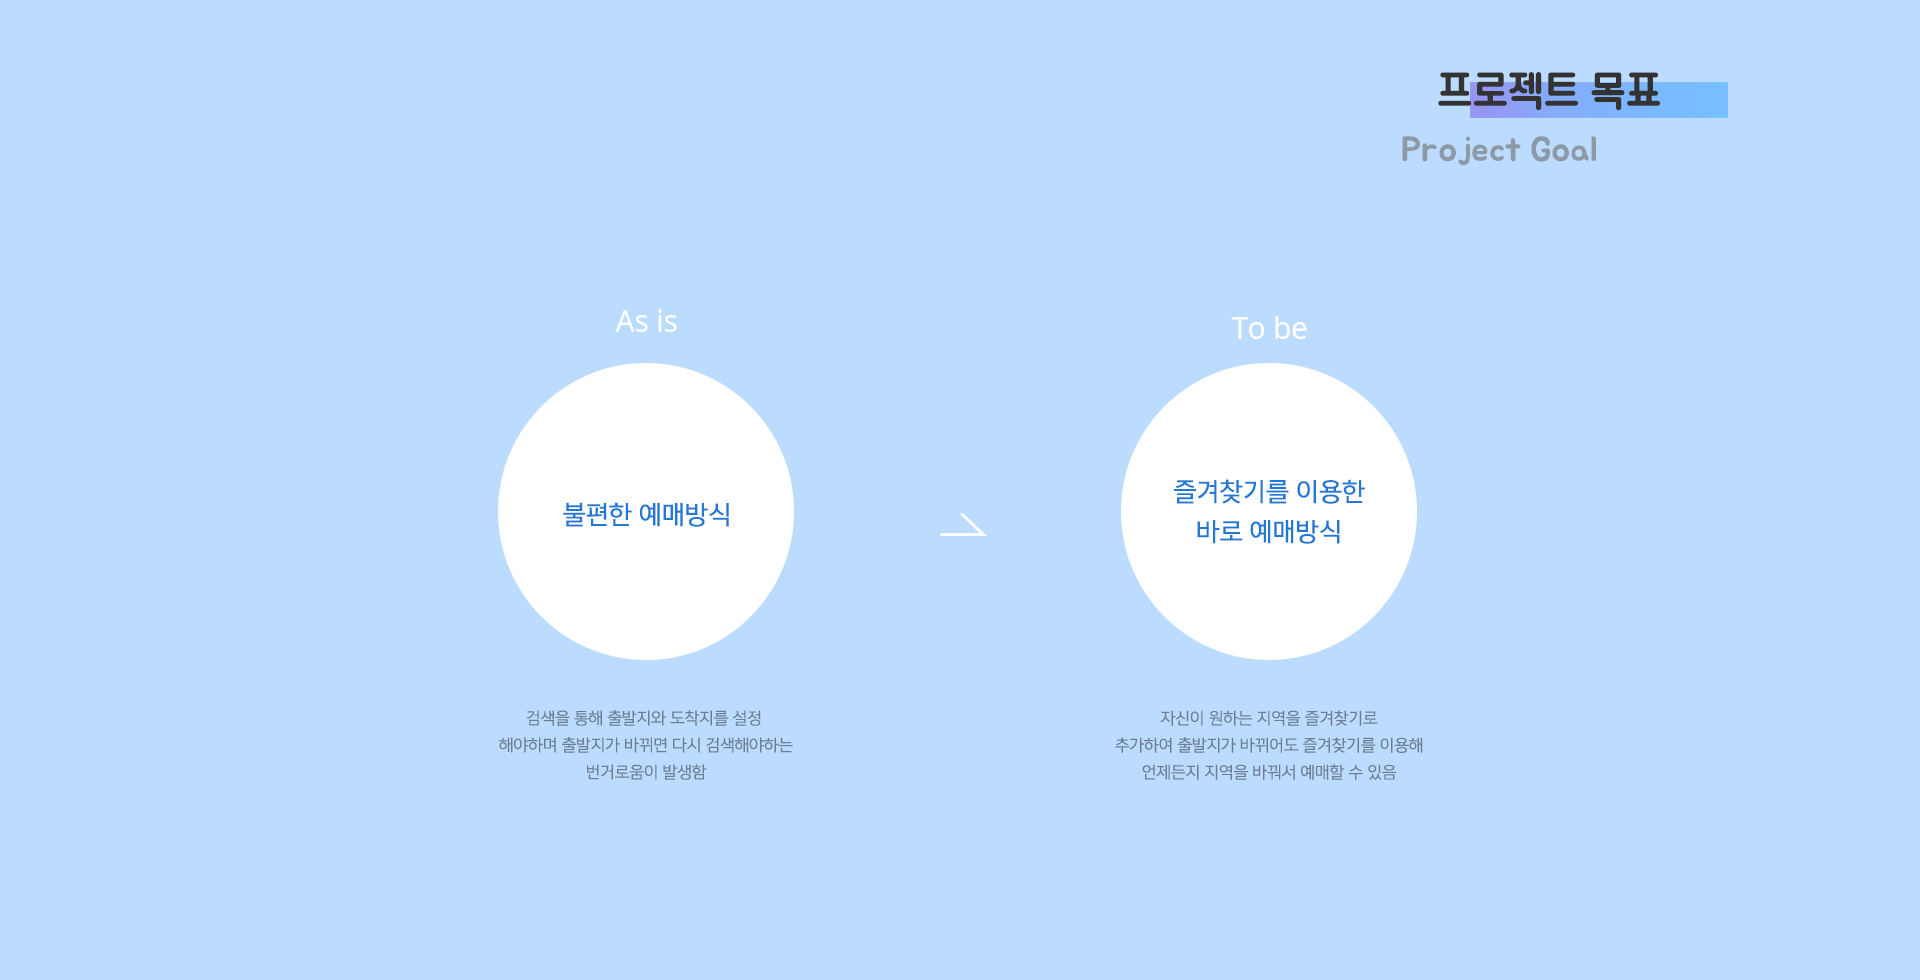 프로젝트 목표
Project Goal
As is
불편한 예매방식
검색을 통해 출발지와 도착지를 설정
해야하며 출발지가 바뀌면 다시 검색해야하는
번거로움이 발생함
To be
즐겨찾기를 이용한
바로 예매방식
자신이 원하는 지역을 즐겨찾기로
추가하여 출발지가 바뀌어도 즐겨찾기를 이용해
언제든지 지역을 바꿔서 예매할 수 있음